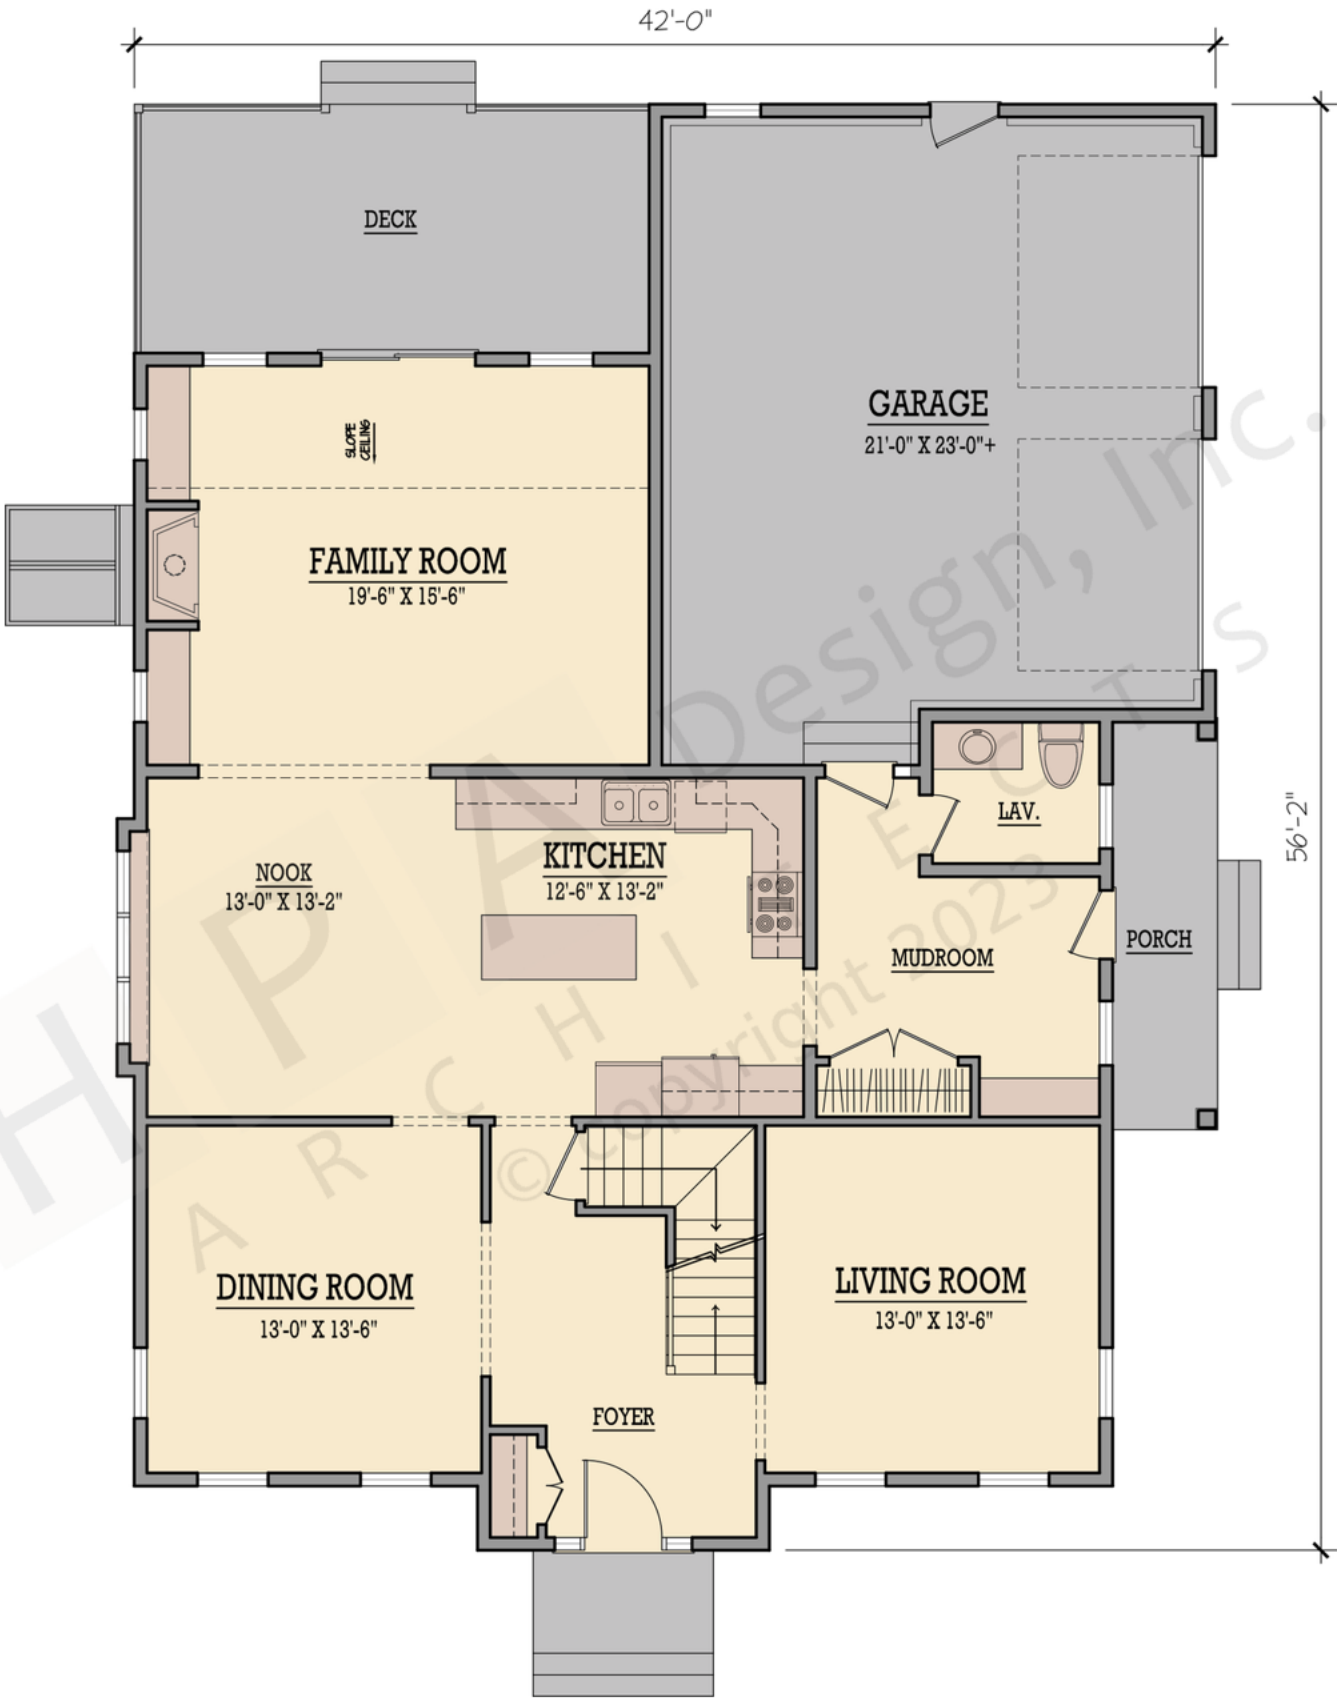 42'-0"
DECK
SLOPE
CEILING
GARAGE
21'-0" X 23'-0"+
FAMILY ROOM
19'-6" X 15'-6"
LAV.
56'-2"
KITCHEN
12'-6" X 13'-2"
NOOK
13'-0" X 13'-2"
PORCH
MUDROOM
DINING ROOM
13'-0" X 13'-6"
LIVING ROOM
13'-0" X 13'-6"
FOYER
HPA Design, Inc.
ARCHITECTS
© copyright 2023